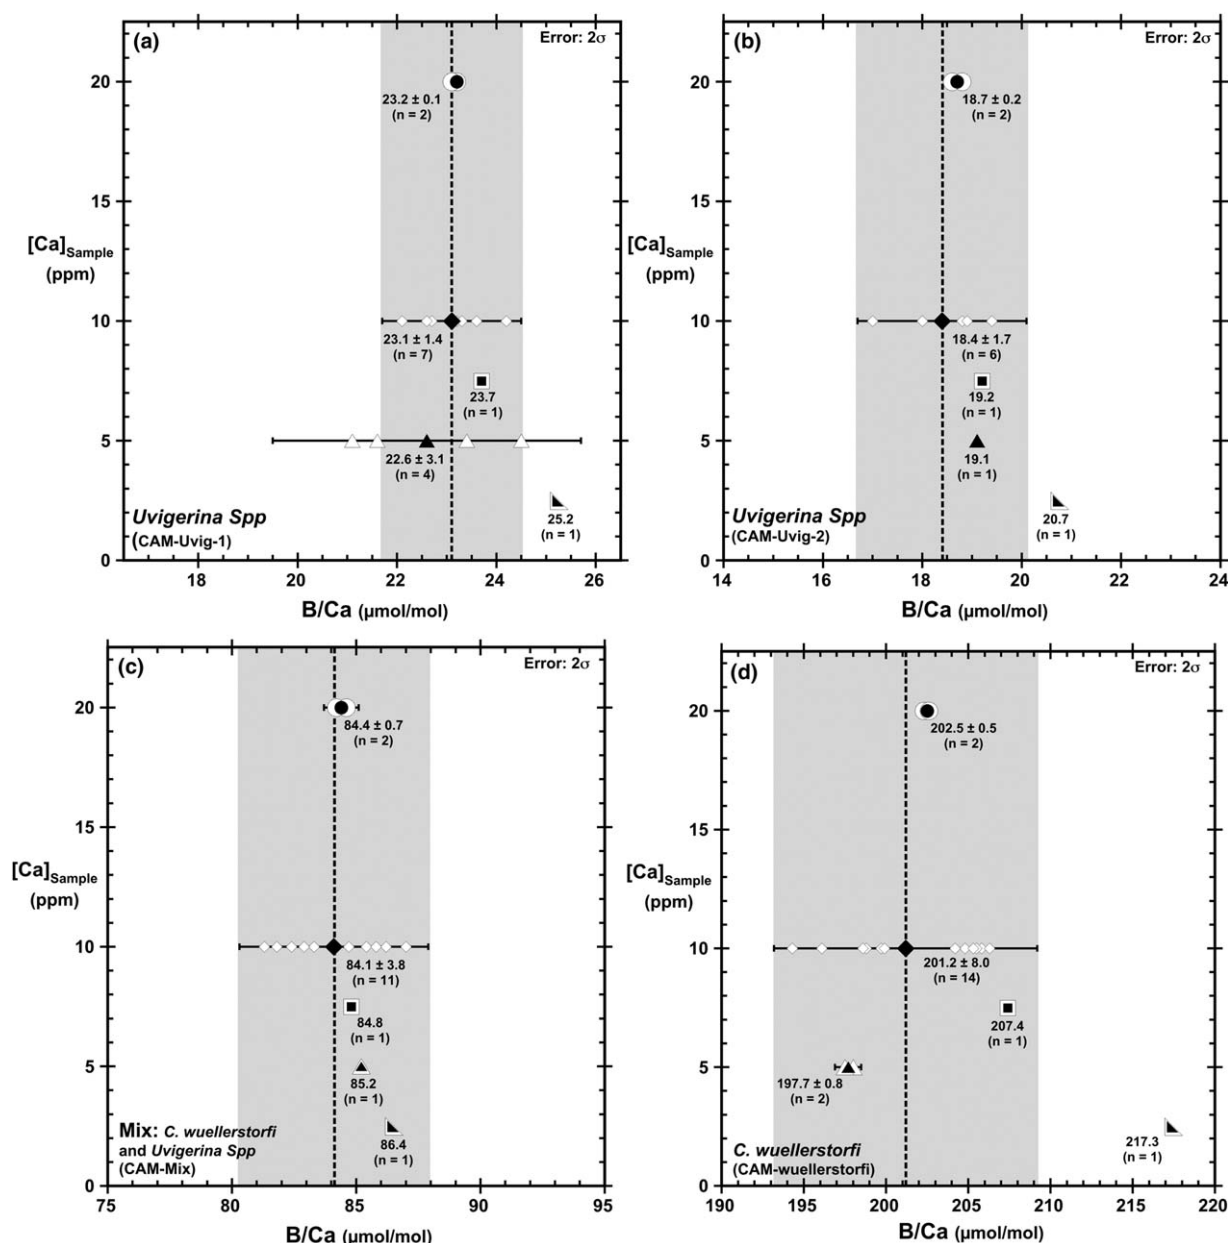 (a)
Error: 2σ
20
23.2 ± 0.1
(n = 2)
15
[Ca]Sample
(ppm)
10
23.1 ± 1.4
(n = 7)
23.7
(n = 1)
5
22.6 ± 3.1
(n = 4)
25.2
(n = 1)
Uvigerina Spp
(CAM-Uvig-1)
0
18 20 22 24 26
B/Ca (µmol/mol)
(b)
Error: 2σ
20
18.7 ± 0.2
(n = 2)
15
[Ca]Sample
(ppm)
10
18.4 ± 1.7
(n = 6)
19.2
(n = 1)
5
19.1
(n = 1)
20.7
(n = 1)
Uvigerina Spp
(CAM-Uvig-2)
0
14 16 18 20 22 24
B/Ca (µmol/mol)
(c)
Error: 2σ
20
84.4 ± 0.7
(n = 2)
15
[Ca]Sample
(ppm)
10
84.1 ± 3.8
(n = 11)
84.8
(n = 1)
5
85.2
(n = 1)
86.4
(n = 1)
Mix: C. wuellerstorfi
and Uvigerina Spp
(CAM-Mix)
0
75 80 85 90 95
B/Ca (µmol/mol)
(d)
Error: 2σ
20
202.5 ± 0.5
(n = 2)
15
[Ca]Sample
(ppm)
10
201.2 ± 8.0
(n = 14)
207.4
(n = 1)
5
197.7 ± 0.8
(n = 2)
217.3
(n = 1)
C. wuellerstorfi
(CAM-wuellerstorfi)
0
190 195 200 205 210 215 220
B/Ca (µmol/mol)